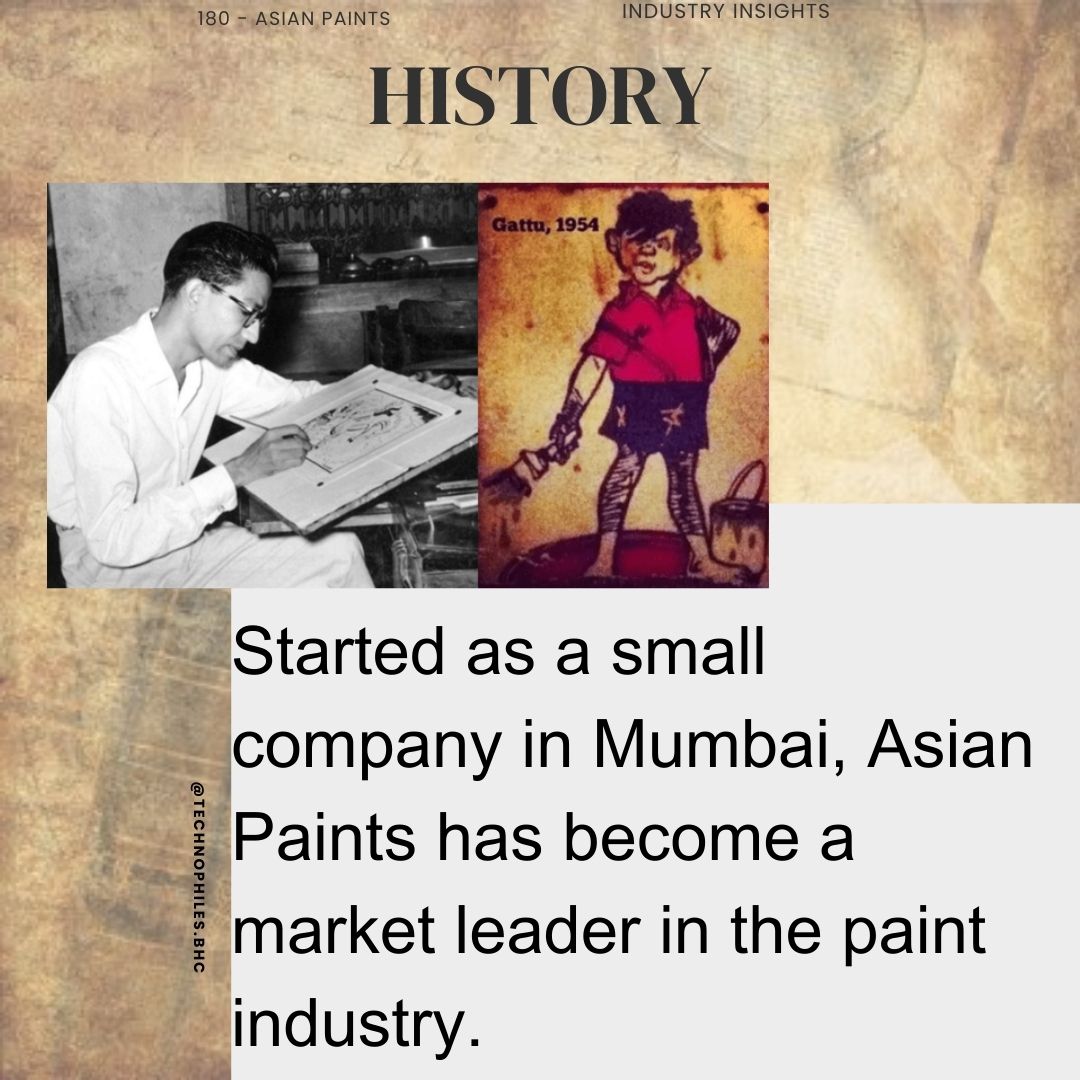 180 - ASIAN PAINTS
INDUSTRY INSIGHTS
HISTORY
Gattu, 1954
Started as a small
company in Mumbai, Asian
Paints has become a
market leader in the paint
industry.
@TECHNOPHILES.BHC